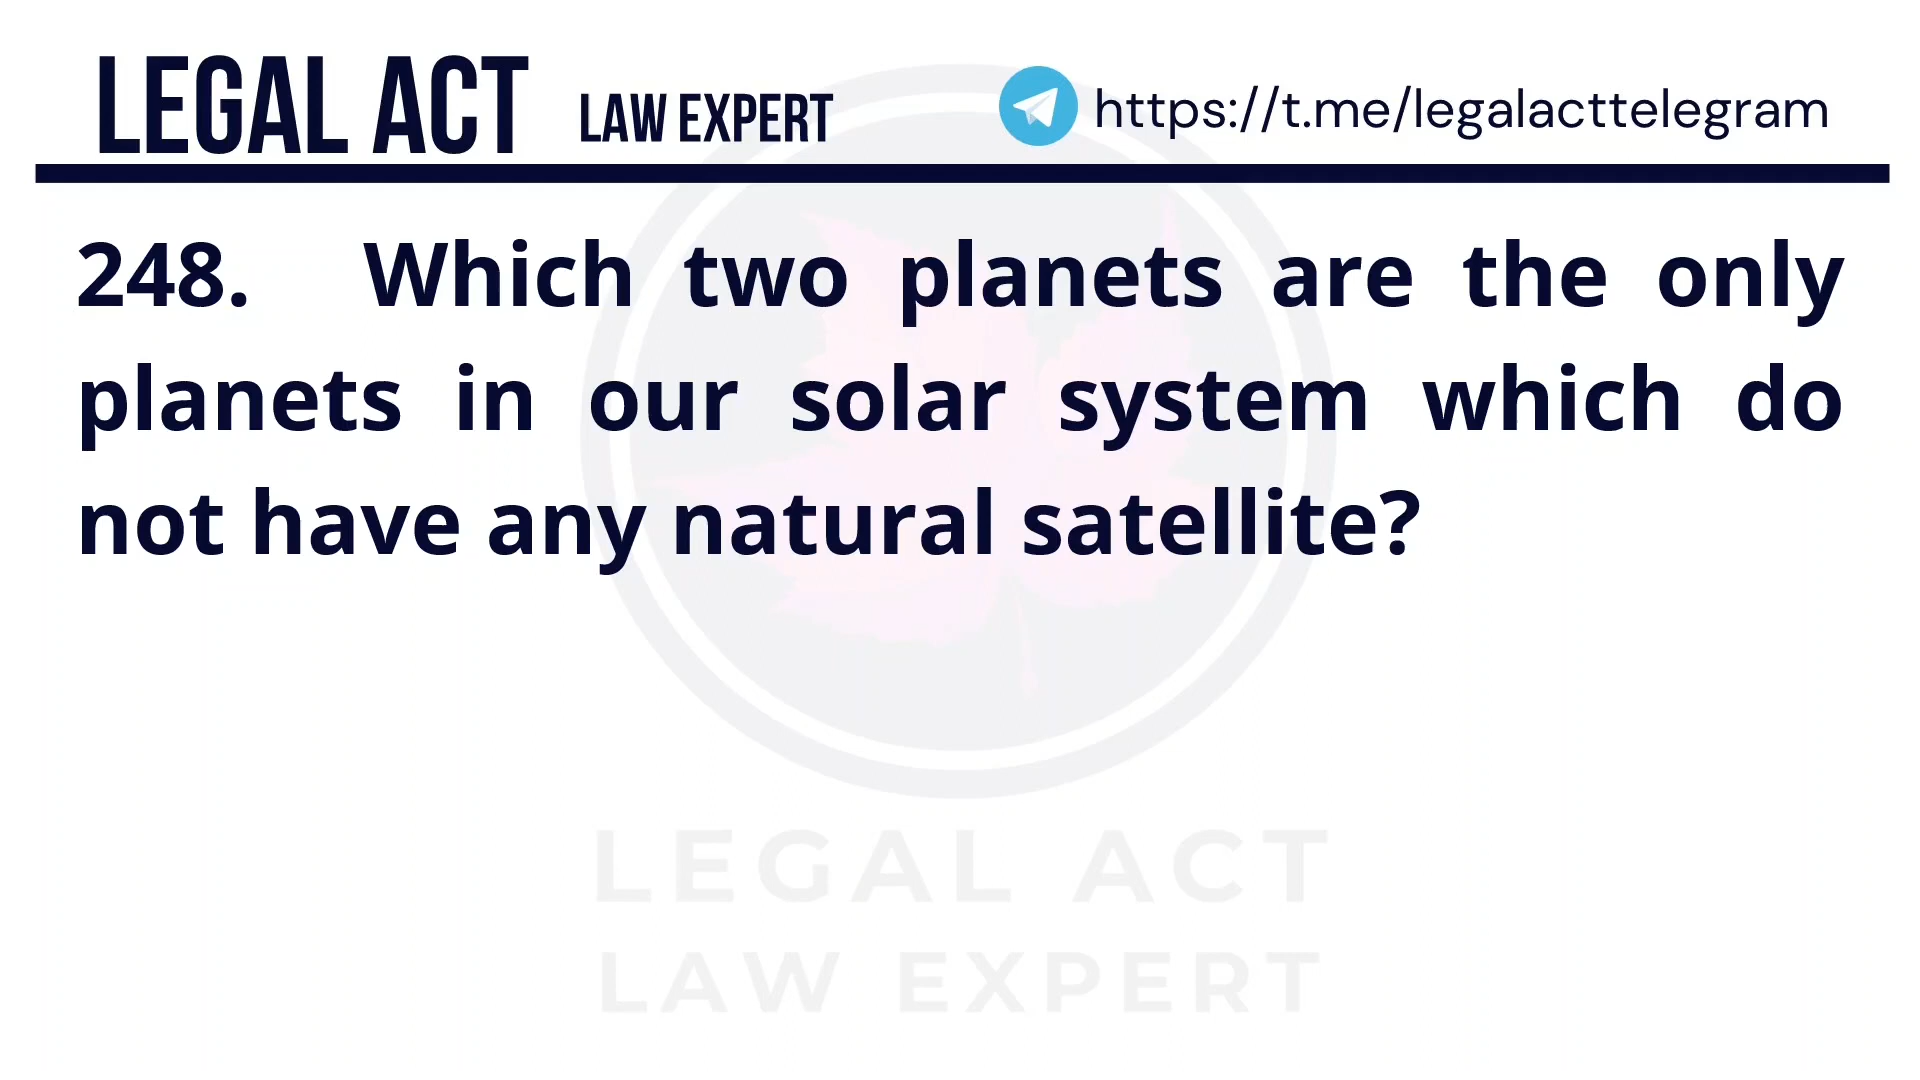 LEGAL ACT LAW EXPERT https://t.me/legalacttelegram
248. Which two planets are the only
planets in our solar system which do
not have any natural satellite?
LEGAL ACT
LAW EXPERT